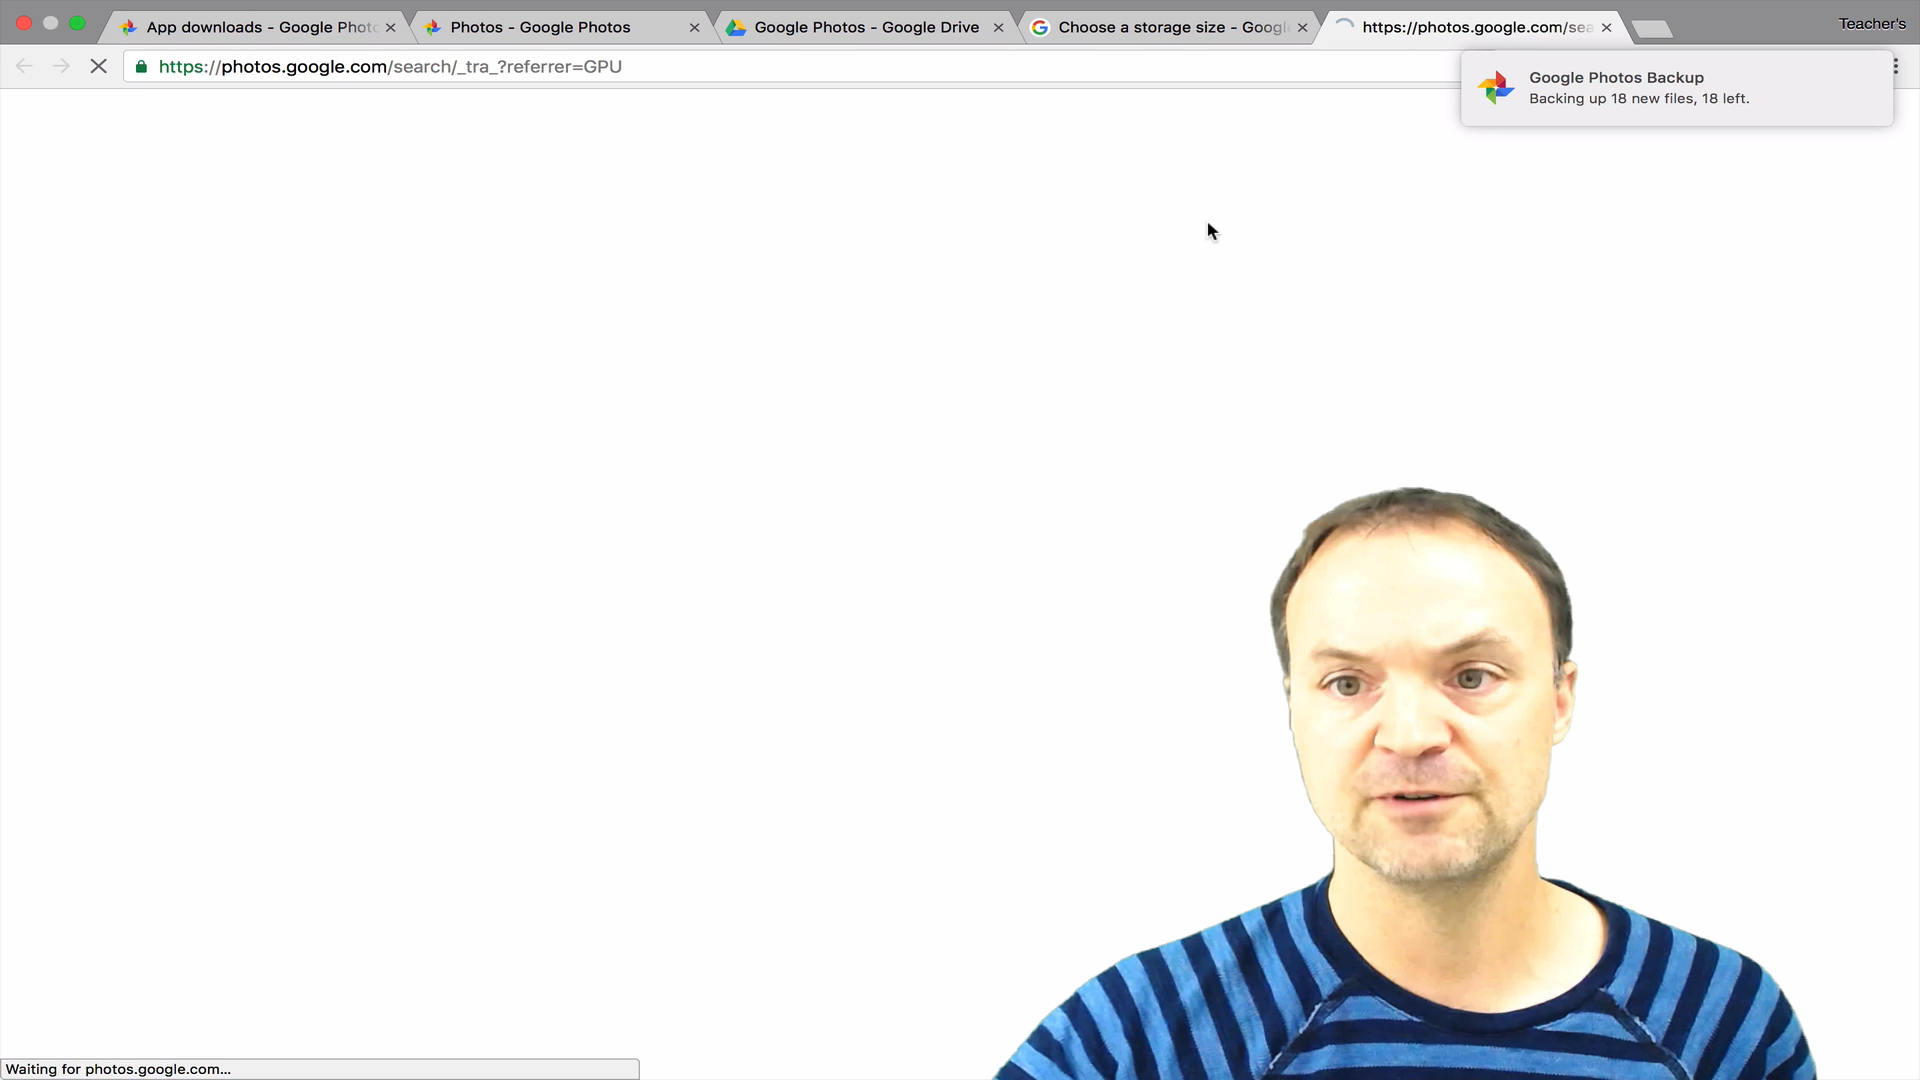 App downloads - Google Phot
Photos - Google Photos
Google Photos - Google Drive
Choose a storage size - Googl
https://photos.google.com/sea
Teacher's
https://photos.google.com/search/_tra_?referrer=GPU
Google Photos Backup
Backing up 18 new files, 18 left.
Waiting for photos.google.com...